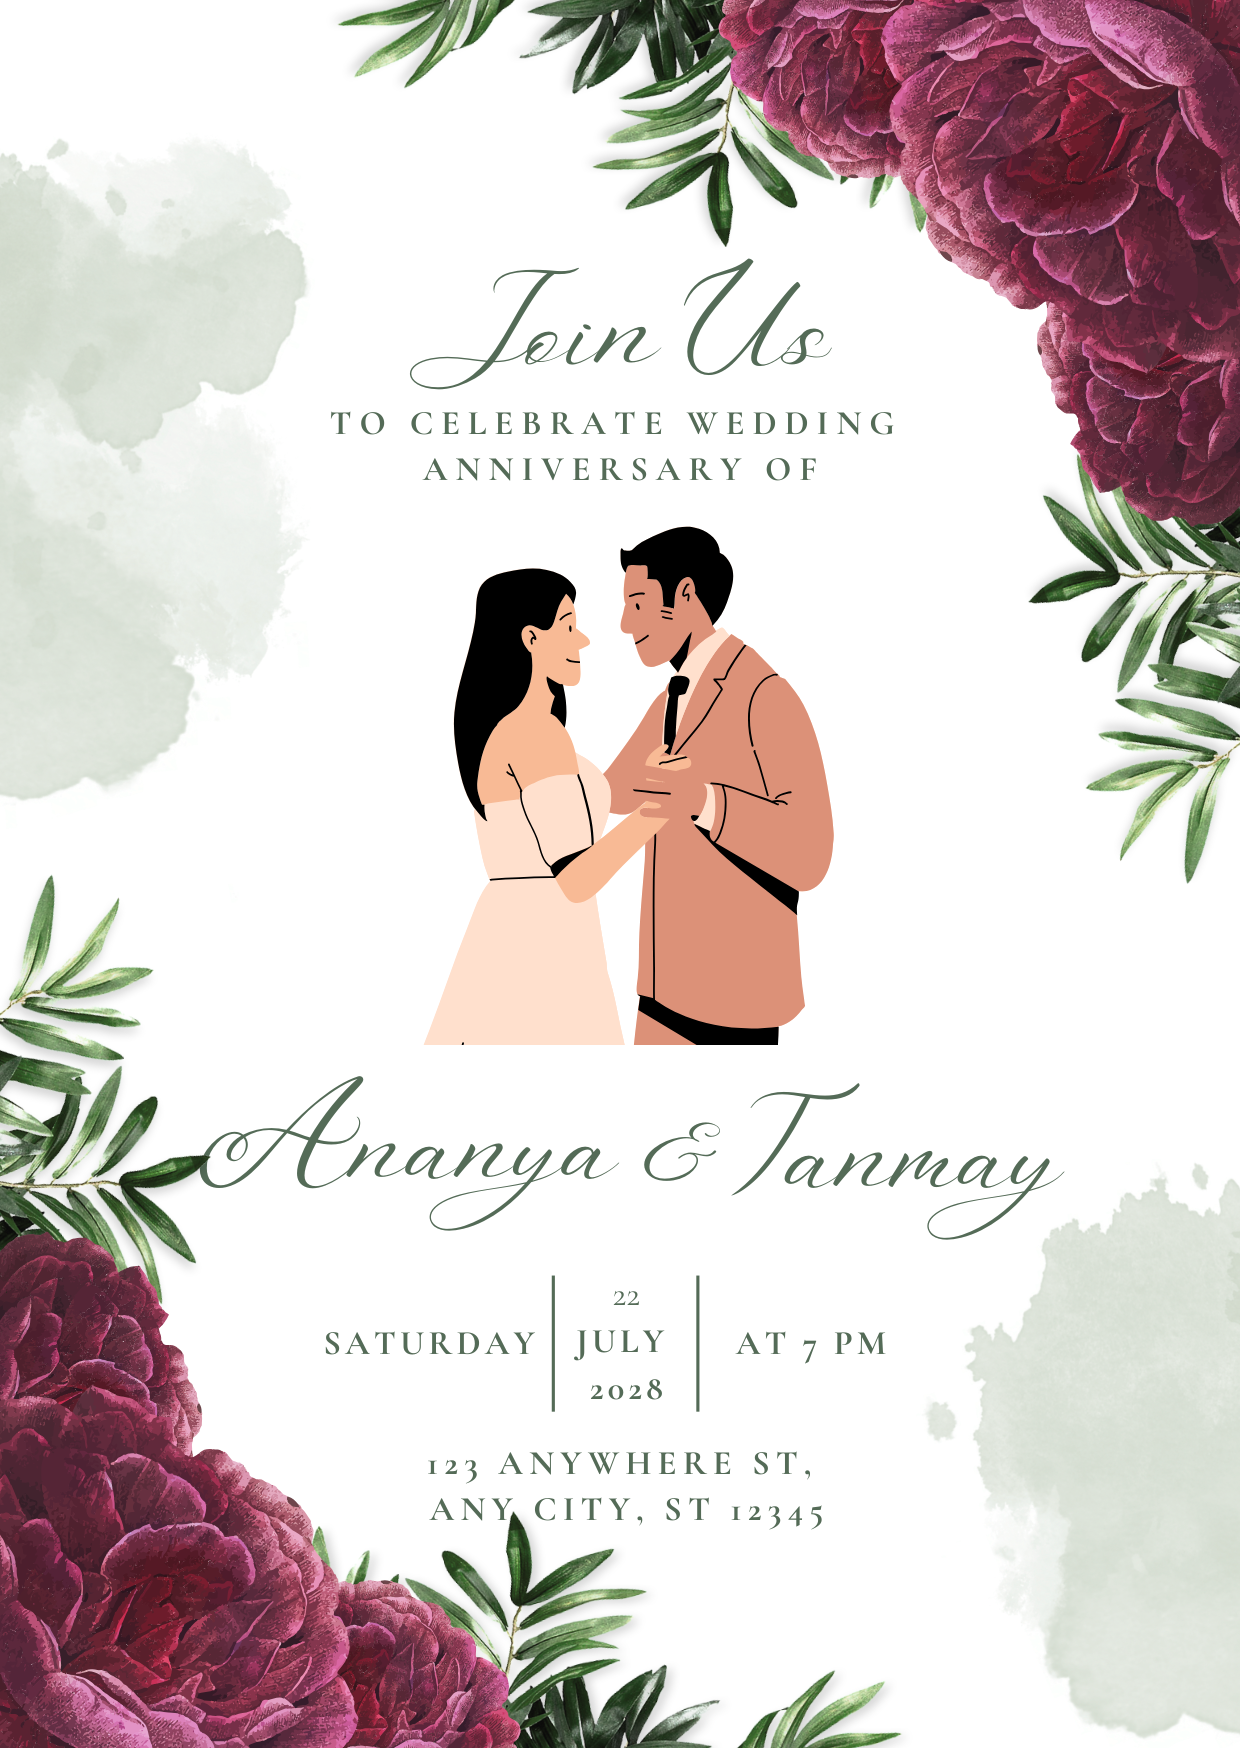 Join Us
TO CELEBRATE WEDDING
ANNIVERSARY OF
Ananya & Tanmay
SATURDAY
22
JULY
2028
AT 7 PM
123 ANYWHERE ST,
ANY CITY, ST 12345